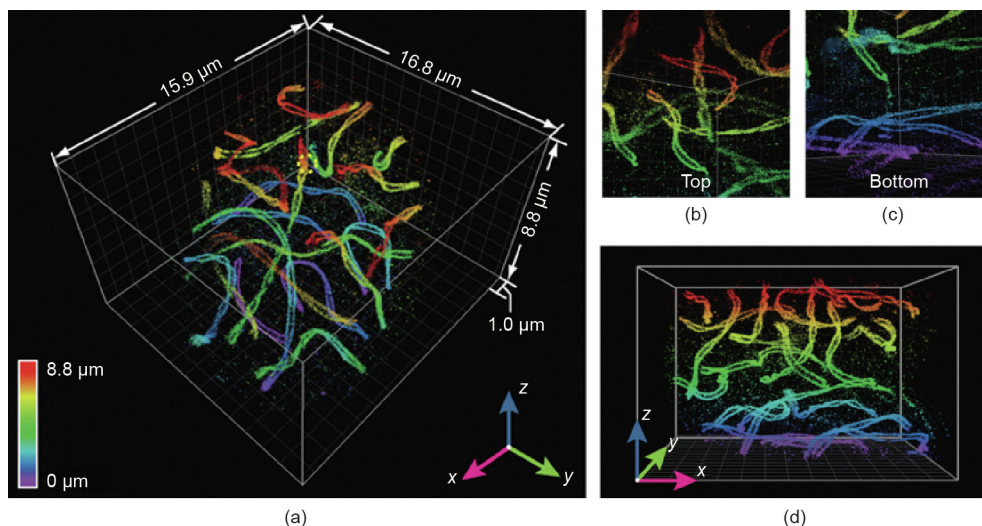 15.9 μm
16.8 μm
8.8 μm
1.0 μm
8.8 μm
0 μm
z
x
y
(a)
Top
(b)
Bottom
(c)
z
y
x
(d)